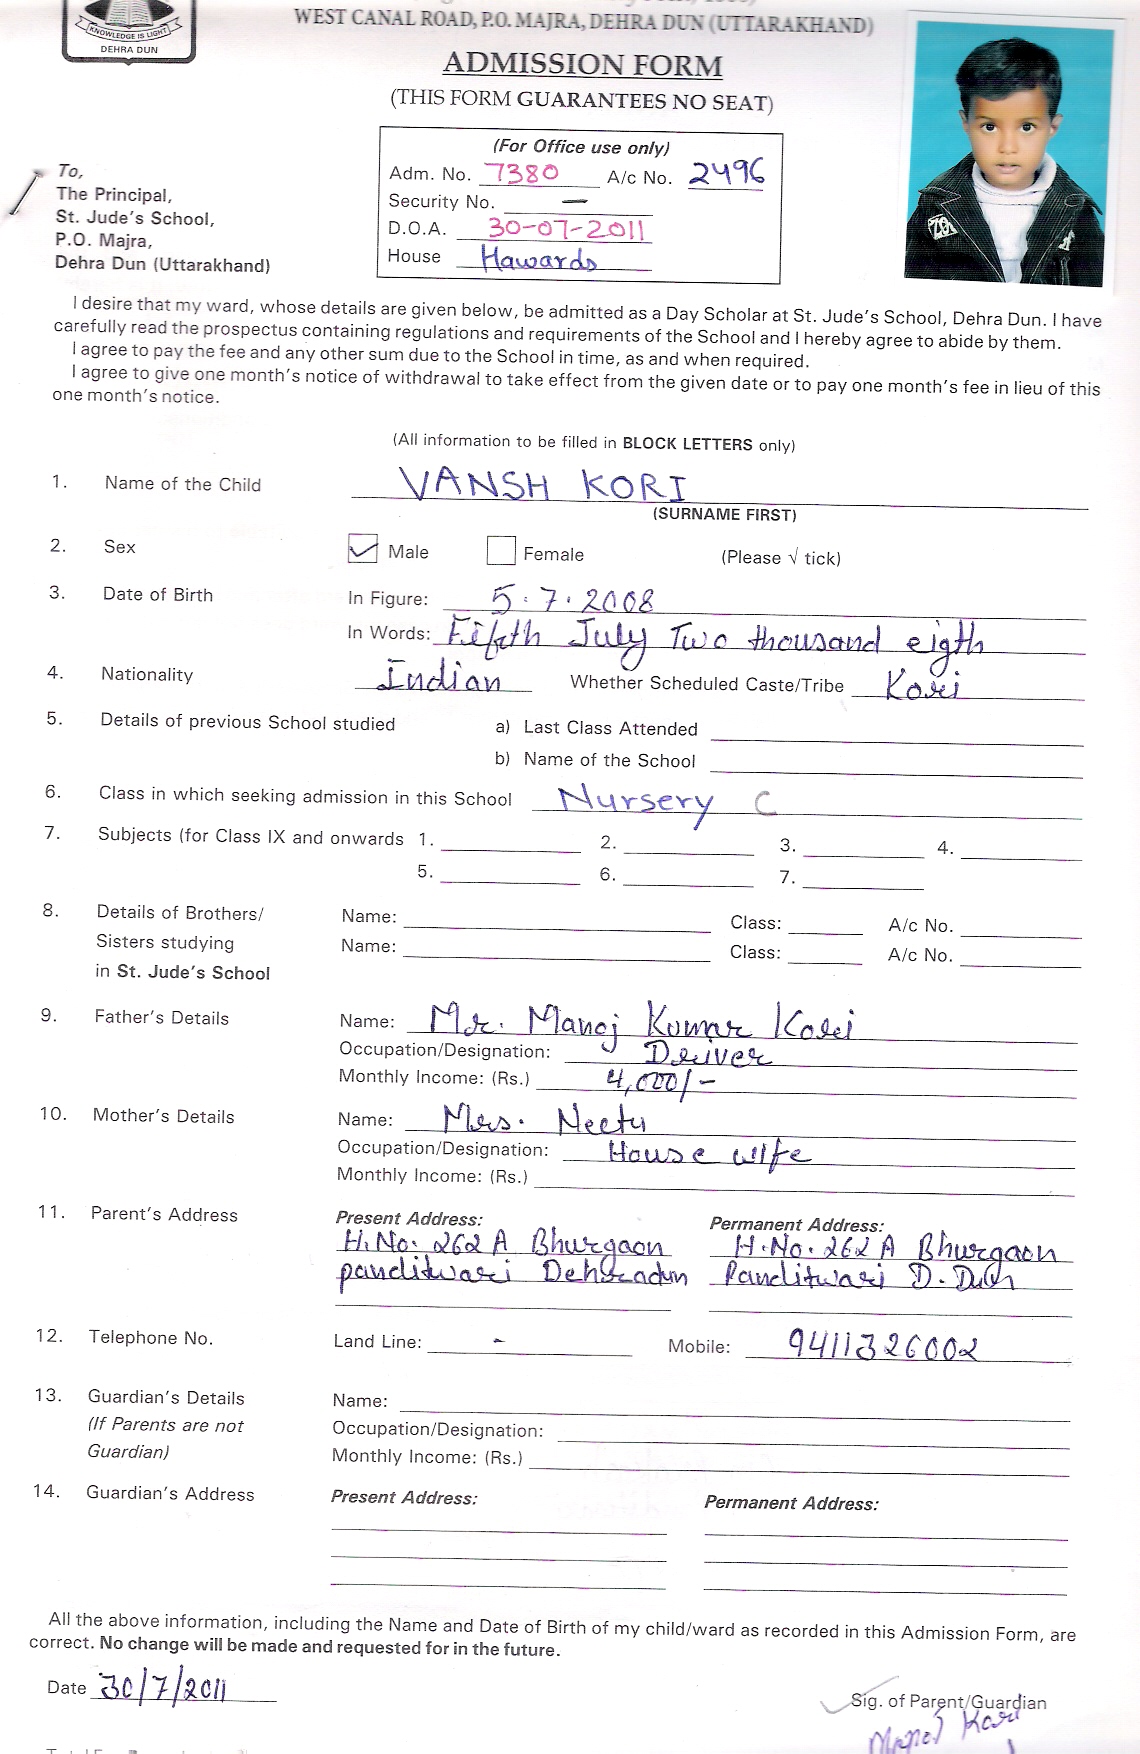 KNOWLEDGE IS LIGHT
DEHRA DUN
WEST CANAL ROAD, P.O. MAJRA, DEHRA DUN (UTTARAKHAND)
ADMISSION FORM
(THIS FORM GUARANTEES NO SEAT)
(For Office use only)
Adm. No. 7380 A/c No. 2496
Security No. —
D.O.A. 30-07-2011
House Hawards
To,
The Principal,
St. Jude's School,
P.O. Majra,
Dehra Dun (Uttarakhand)
I desire that my ward, whose details are given below, be admitted as a Day Scholar at St. Jude's School, Dehra Dun. I have
carefully read the prospectus containing regulations and requirements of the School and I hereby agree to abide by them.
I agree to pay the fee and any other sum due to the School in time, as and when required.
I agree to give one month's notice of withdrawal to take effect from the given date or to pay one month's fee in lieu of this
one month's notice.
(All information to be filled in BLOCK LETTERS only)
1. Name of the Child VANSH KORI
(SURNAME FIRST)
2. Sex ✓ Male Female (Please √ tick)
3. Date of Birth In Figure: 5.7.2008
In Words: Fifth July Two thousand eigth
4. Nationality Indian Whether Scheduled Caste/Tribe Kori
5. Details of previous School studied a) Last Class Attended
b) Name of the School
6. Class in which seeking admission in this School Nursery C
7. Subjects (for Class IX and onwards 1. 2. 3. 4.
5. 6. 7.
8. Details of Brothers/ Name: Class: A/c No.
Sisters studying Name: Class: A/c No.
in St. Jude's School
9. Father's Details Name: Mr. Manoj Kumar Kori
Occupation/Designation: Driver
Monthly Income: (Rs.) 4,000/-
10. Mother's Details Name: Mrs. Neetu
Occupation/Designation: House wife
Monthly Income: (Rs.)
11. Parent's Address Present Address: Permanent Address:
H.No. 262 A Bhurgaon H.No. 262 A Bhurgaon
panditwari Dehradun Panditwari D. Dun
12. Telephone No. Land Line: - Mobile: 9411326002
13. Guardian's Details Name:
(If Parents are not Occupation/Designation:
Guardian) Monthly Income: (Rs.)
14. Guardian's Address Present Address: Permanent Address:
All the above information, including the Name and Date of Birth of my child/ward as recorded in this Admission Form, are
correct. No change will be made and requested for in the future.
Date 30/7/2011
Sig. of Parent/Guardian
Manoj Kori